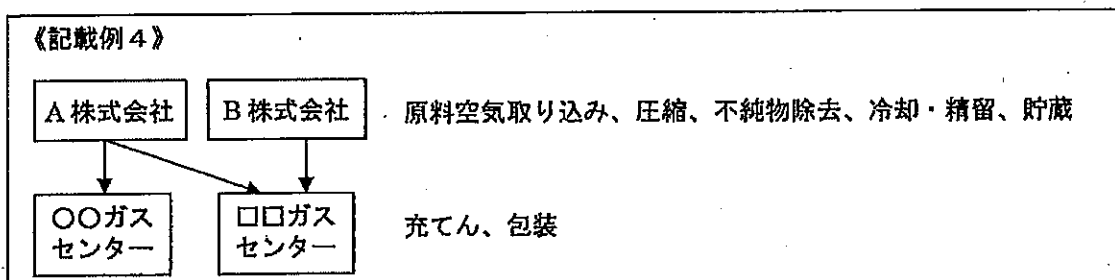 《記載例4》
A株式会社 B株式会社 原料空気取り込み、圧縮、不純物除去、冷却・精留、貯蔵
〇〇ガス 口口ガス
センター センター 充てん、包装